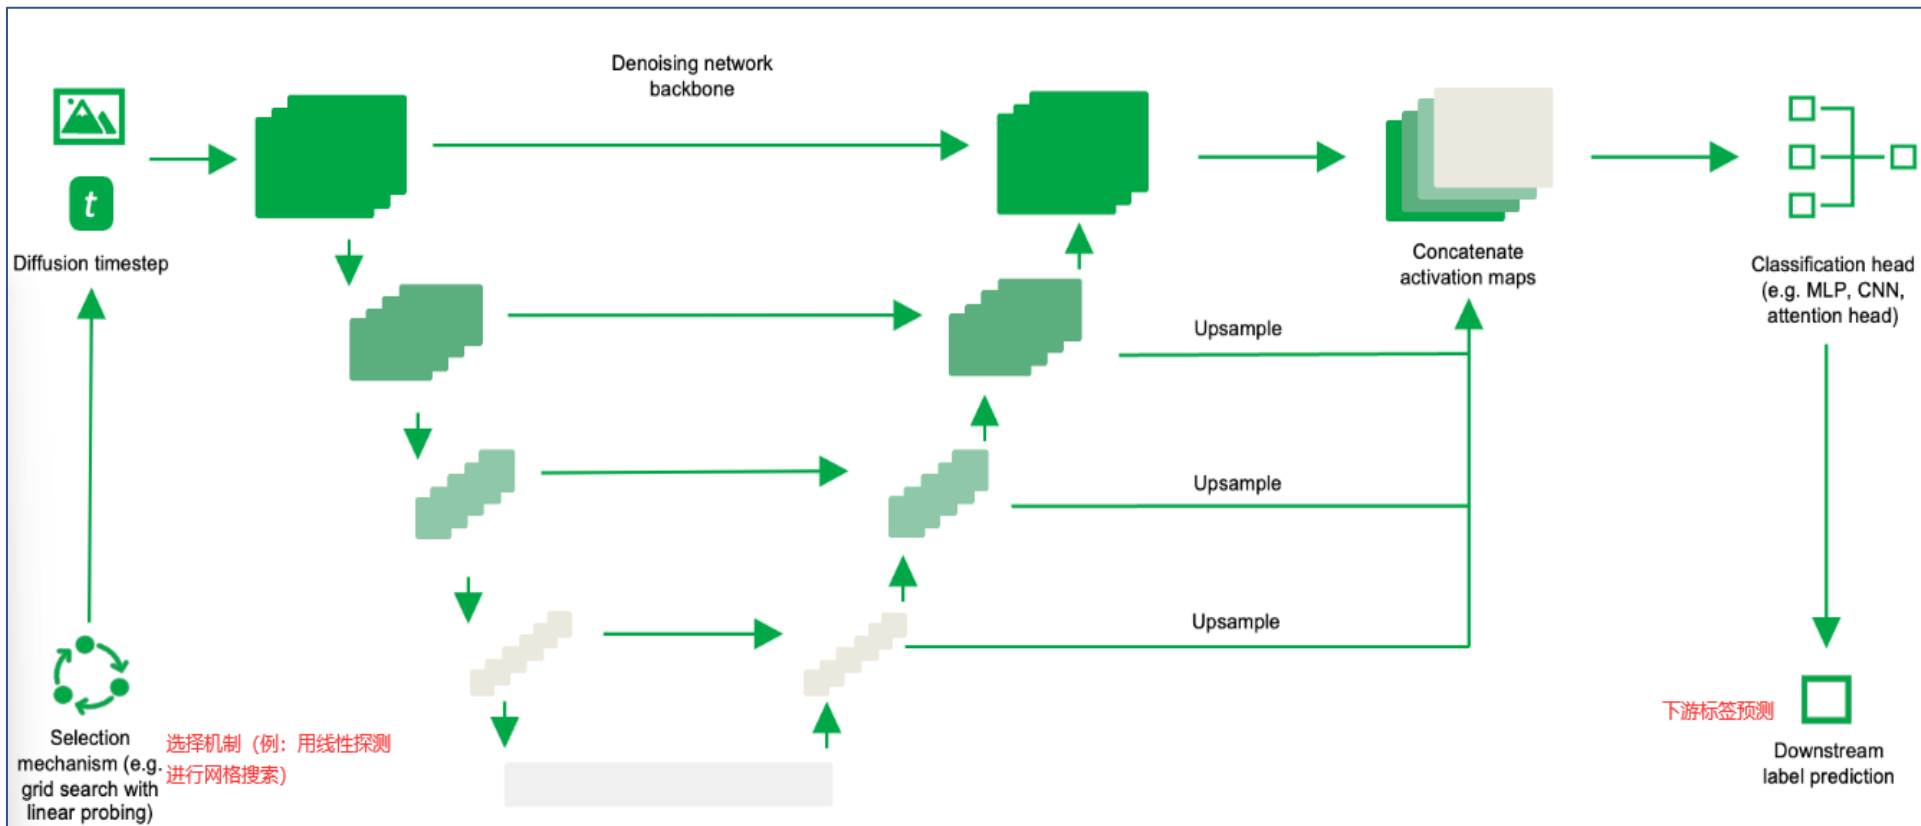 Denoising network
backbone
t
Diffusion timestep
Concatenate
activation maps
Classification head
(e.g. MLP, CNN,
attention head)
Upsample
Upsample
Upsample
Selection
mechanism (e.g.
grid search with
linear probing)
选择机制（例：用线性探测
进行网格搜索）
下游标签预测
Downstream
label prediction